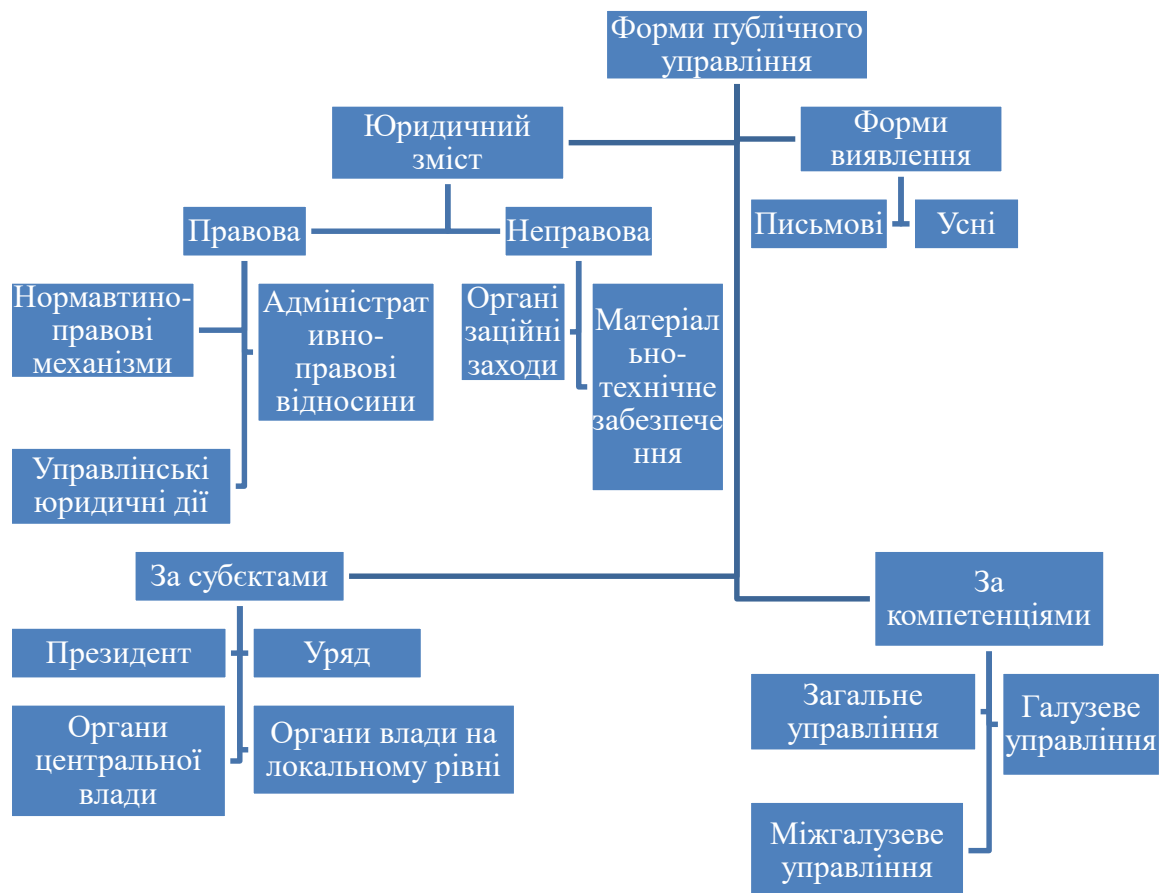 Форми публічного
управління
Юридичний
зміст
Форми
виявлення
Правова
Неправова
Письмові
Усні
Нормавтино-
правові
механізми
Адміністрат
ивно-
правові
відносини
Органі
заційні
заходи
Матеріал
ьно-
технічне
забезпече
ння
Управлінські
юридичні дії
За субєктами
За
компетенціями
Президент
Уряд
Органи
центральної
влади
Органи влади на
локальному рівні
Загальне
управління
Галузеве
управління
Міжгалузеве
управління